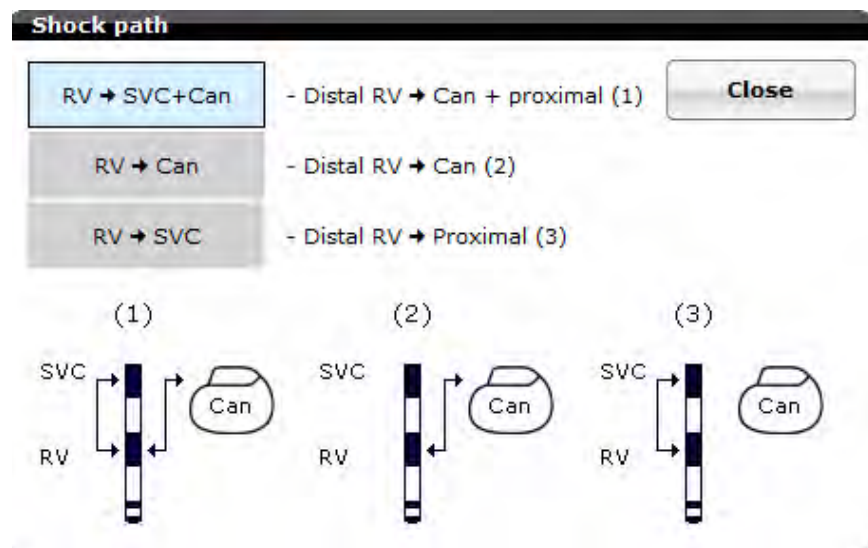 Shock path
RV → SVC+Can - Distal RV → Can + proximal (1) Close
RV → Can - Distal RV → Can (2)
RV → SVC - Distal RV → Proximal (3)
(1) (2) (3)
SVC SVC SVC
Can Can Can
RV RV RV